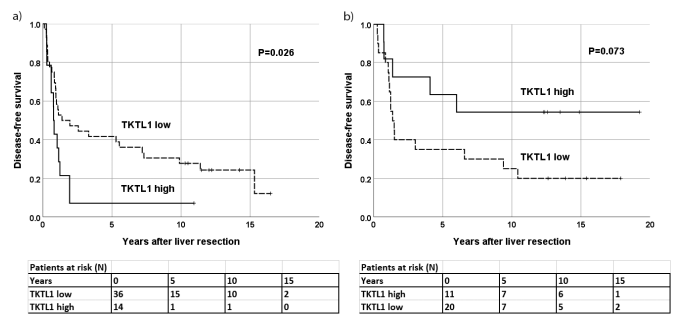 a)
Disease-free survival
1.0
0.8
0.6
0.4
0.2
0.0
P=0.026
TKTL1 low
TKTL1 high
0 5 10 15 20
Years after liver resection
Patients at risk (N)
Years 0 5 10 15
TKTL1 low 36 15 10 2
TKTL1 high 14 1 1 0
b)
Disease-free survival
1.0
0.8
0.6
0.4
0.2
0.0
P=0.073
TKTL1 high
TKTL1 low
0 5 10 15 20
Years after liver resection
Patients at risk (N)
Years 0 5 10 15
TKTL1 high 11 7 6 1
TKTL1 low 20 7 5 2